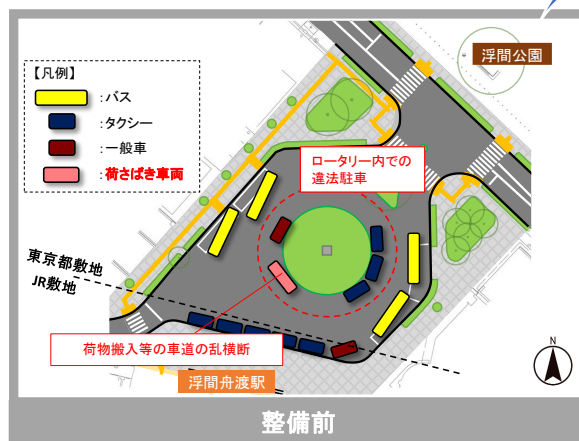 浮間公園
【凡例】
:バス
:タクシー
:一般車
:荷さばき車両
ロータリー内での
違法駐車
東京都敷地
JR敷地
荷物搬入等の車道の乱横断
浮間舟渡駅
N
整備前